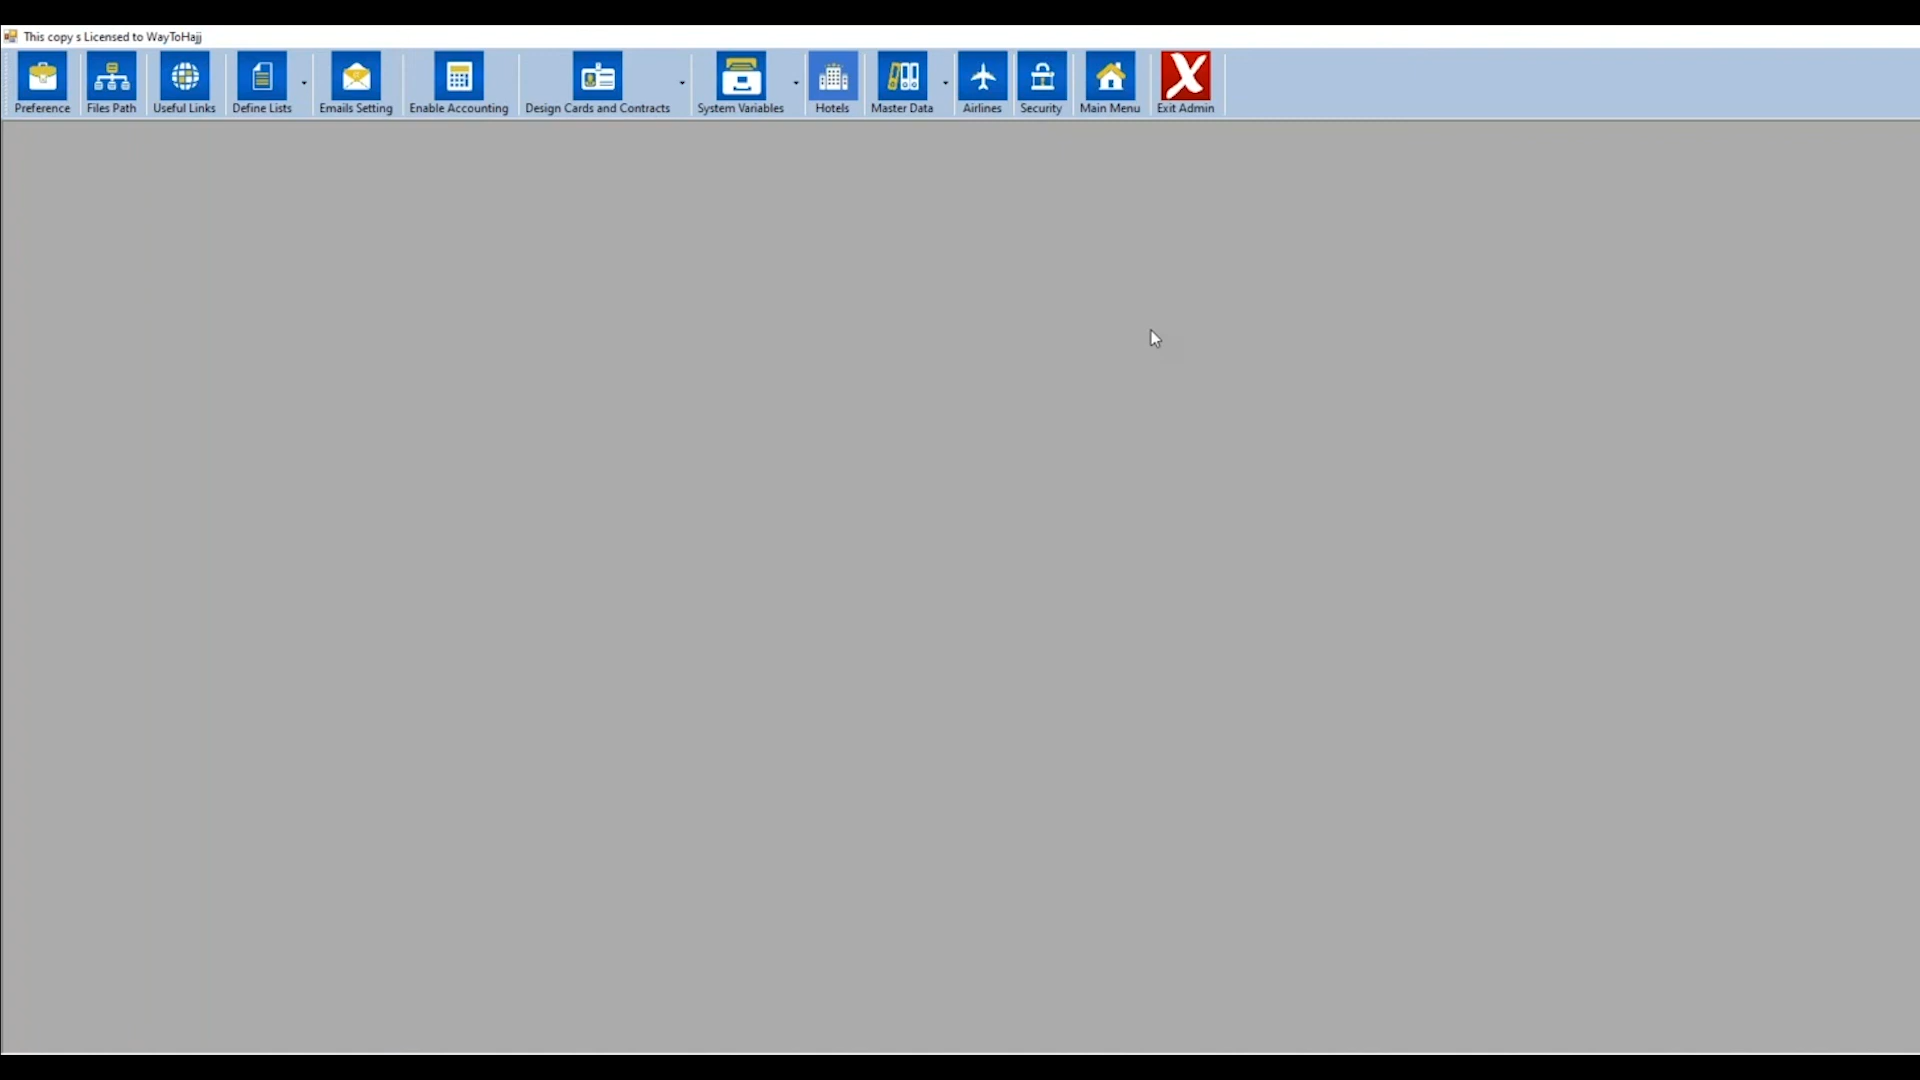 This copy s Licensed to WayToHajj
Preference Files Path Useful Links Define Lists Emails Setting Enable Accounting Design Cards and Contracts System Variables Hotels Master Data Airlines Security Main Menu Exit Admin